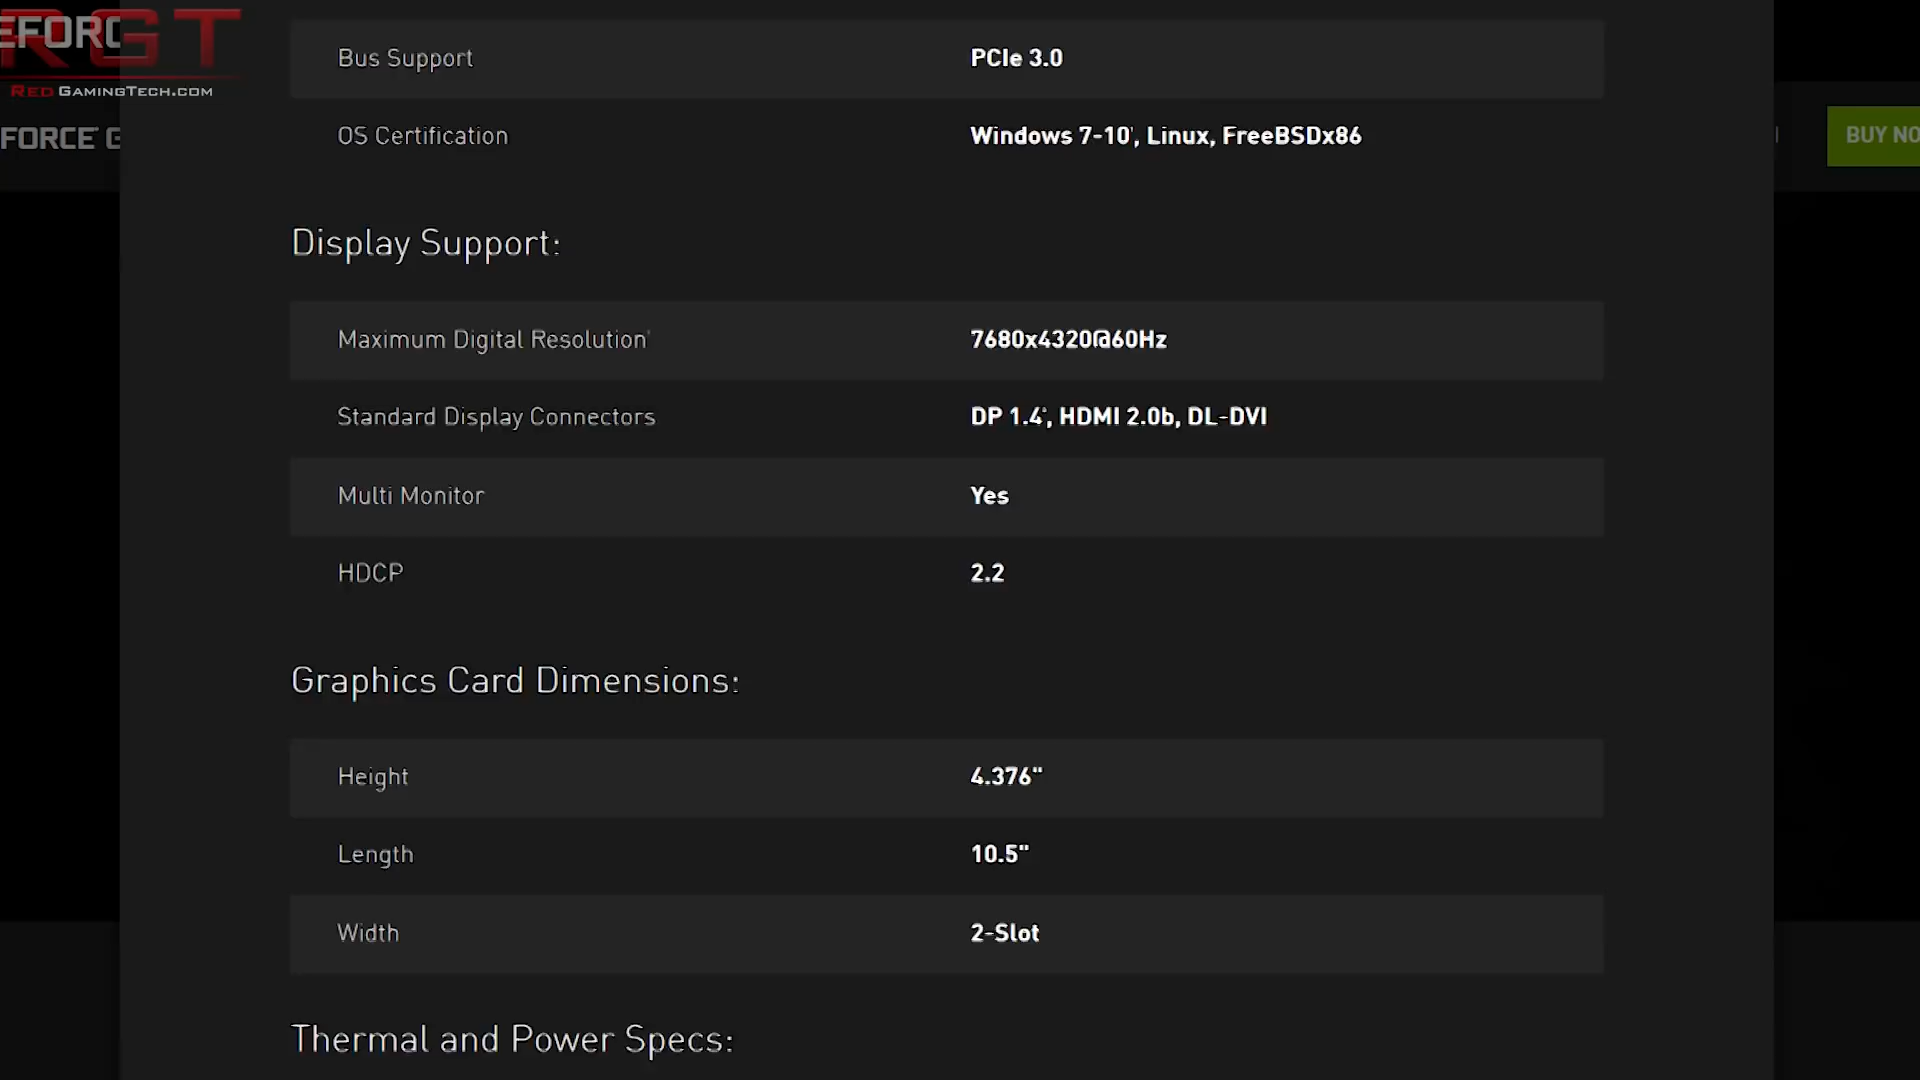 EFORC
RGT
RED GAMINGTECH.COM
FORCE G
BUY NO
Bus Support PCIe 3.0
OS Certification Windows 7-10, Linux, FreeBSDx86
Display Support:
Maximum Digital Resolution 7680x4320@60Hz
Standard Display Connectors DP 1.4, HDMI 2.0b, DL-DVI
Multi Monitor Yes
HDCP 2.2
Graphics Card Dimensions:
Height 4.376"
Length 10.5"
Width 2-Slot
Thermal and Power Specs: